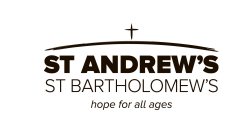 ST ANDREW'S
ST BARTHOLOMEW'S
hope for all ages